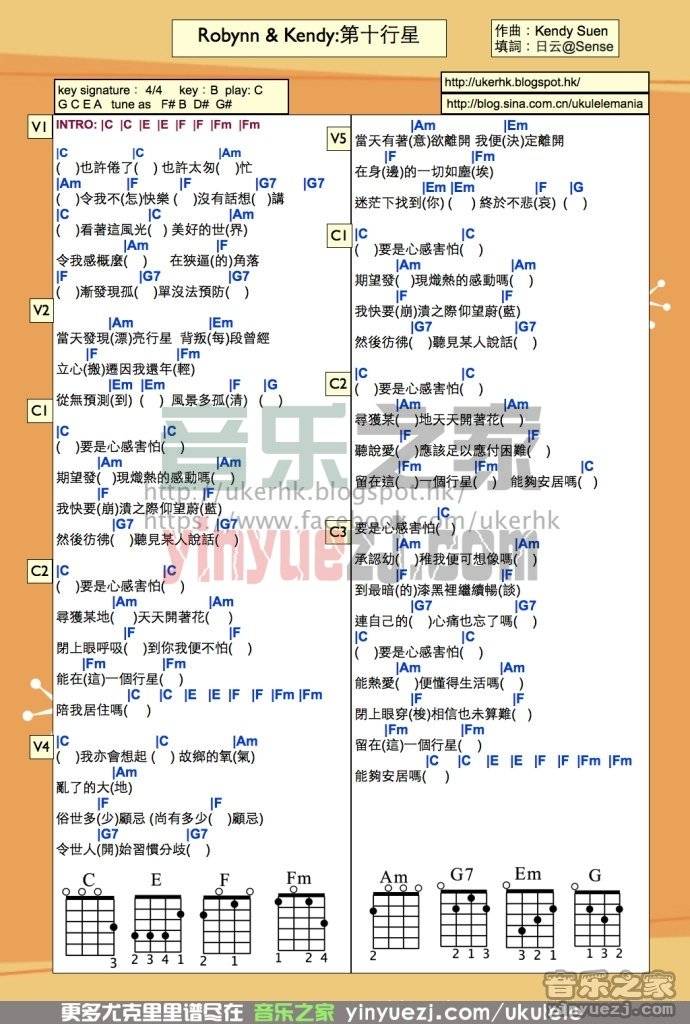 Robynn & Kendy:第十行星
作曲：Kendy Suen
填詞：日云@Sense
key signature： 4/4 key：B play: C
G C E A tune as F# B D# G#
http://ukerhk.blogspot.hk/
http://blog.sina.com.cn/ukulelemania
V1
INTRO: |C |C |E |E |F |F |Fm |Fm
|C |C |Am
( )也許倦了( ) 也許太匆( )忙
|Am |F |F |G7 |G7
( )令我不(怎)快樂 ( )沒有話想( )講
|C |C |Am
( )看著這風光( ) 美好的世(界)
|Am |F
令我感概麼( ) 在狹逼(的)角落
|F |G7 |G7
( )漸發現孤( )單沒法預防( )
V2
|Am |Em
當天發現(漂)亮行星 背叛(每)段曾經
|F |Fm
立心(搬)遷因我還年(輕)
|Em |Em |F |G
從無預測(到) ( ) 風景多孤(清) ( )
C1
|C |C
( )要是心感害怕( )
|Am |Am
期望發( )現熾熱的感動嗎( )
|F |F
我快要(崩)潰之際仰望蔚(藍)
|G7 |G7
然後彷彿( )聽見某人說話( )
C2
|C |C
( )要是心感害怕( )
|Am |Am
尋獲某地( )天天開著花( )
|F |F
閉上眼呼吸( )到你我便不怕( )
|Fm |Fm
能在(這)一個行星( )
|C |C |E |E |F |F |Fm |Fm
陪我居住嗎( )
V4
|C |C |Am
( )我亦會想起 ( ) 故鄉的氧(氣)
|Am
亂了的大(地)
|F |F
俗世多(少)顧忌 (尚有多少( )顧忌)
|G7 |G7
令世人(開)始習慣分歧( )
V5
|Am |Em
當天有著(意)欲離開 我便(決)定離開
|F |Fm
在身(邊)的一切如塵(埃)
|Em |Em |F |G
迷茫下找到(你) ( ) 終於不悲(哀) ( )
C1
|C |C
( )要是心感害怕( )
|Am |Am
期望發( )現熾熱的感動嗎( )
|F |F
我快要(崩)潰之際仰望蔚(藍)
|G7 |G7
然後彷彿( )聽見某人說話( )
C2
|C |C
( )要是心感害怕( )
|Am |Am
尋獲某( )地天天開著花( )
|F |F
聽說愛( )應該足以應付困難( )
|Fm |Fm |C
留在這( )一個行星( ) 能夠安居嗎( )
C3
|C
要是心感害怕( )
|Am |Am
承認幼( )稚我便可想像嗎( )
|F |F
到最暗(的)漆黑裡繼續暢(談)
|G7 |G7
連自己的( )心痛也忘了嗎( )
|C |C
( )要是心感害怕( )
|Am |Am
能熱愛( )便懂得生活嗎( )
|F |F
閉上眼穿(梭)相信也未算難( )
|Fm |Fm
留在(這)一個行星( )
|C |C |E |E |F |F |Fm |Fm
能夠安居嗎( )
音乐之家
http://ukerhk.blogspot.hk/
https://www.facebook.com/ukerhk
yinyuezj.com
C E F Fm
3 2 3 4 1 2 1 1 2 4
Am G7 Em G
2 2 1 3 3 2 1 1 3 2
音乐之家
yinyuezj.com
更多尤克里里谱尽在 音乐之家 yinyuezj.com/ukulele